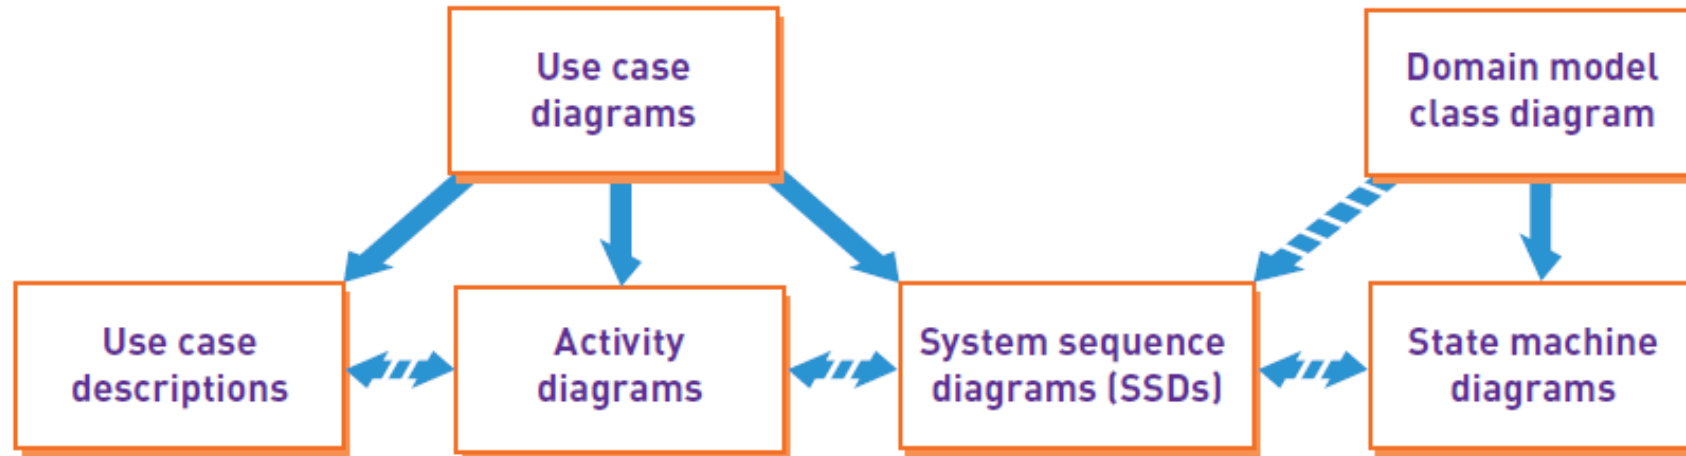 Use case
diagrams
Domain model
class diagram
Use case
descriptions
Activity
diagrams
System sequence
diagrams (SSDs)
State machine
diagrams